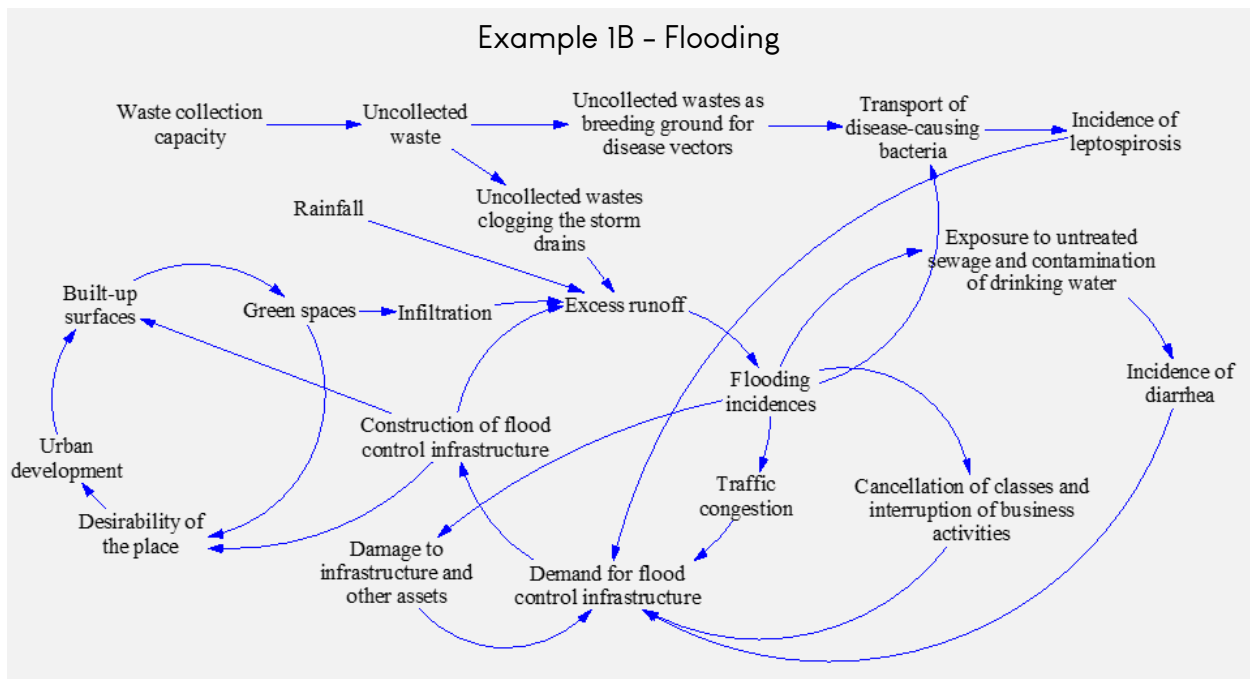 Example 1B - Flooding
Waste collection
capacity
Uncollected
waste
Uncollected wastes as
breeding ground for
disease vectors
Transport of
disease-causing
bacteria
Incidence of
leptospirosis
Rainfall
Uncollected wastes
clogging the storm
drains
Exposure to untreated
sewage and contamination
of drinking water
Built-up
surfaces
Green spaces
Infiltration
Excess runoff
Flooding
incidences
Incidence of
diarrhea
Construction of flood
control infrastructure
Urban
development
Traffic
congestion
Cancellation of classes and
interruption of business
activities
Desirability of
the place
Damage to
infrastructure and
other assets
Demand for flood
control infrastructure